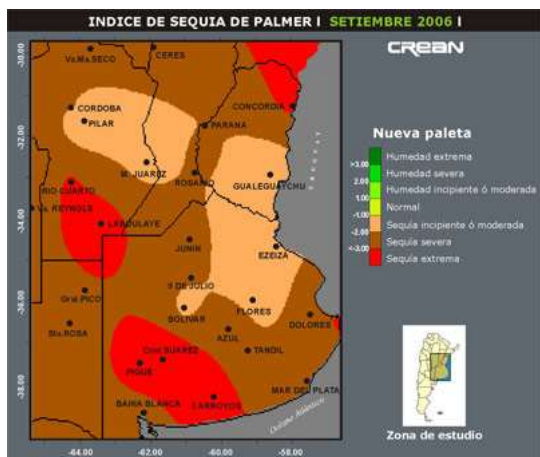 INDICE DE SEQUIA DE PALMER I SETIEMBRE 2006 I
CREAN
-30.00
-32.00
-34.00
-36.00
-38.00
-64.00
-62.00
-60.00
-58.00
Va.Ma.SECO
CERES
CONCORDIA
CORDOBA
PILAR
PARANA
M. JUAREZ
ROSARIO
GUALEGUAYCHU
URUGUAY
RIO CUARTO
Va. REYNOLS
LABOULAYE
JUNIN
EZEIZA
9 DE JULIO
Gral.PICO
BOLIVAR
FLORES
Sta.ROSA
DOLORES
AZUL
TANDIL
Cnel.SUAREZ
PIGUE
MAR DEL PLATA
BAHIA BLANCA
3 ARROYOS
Océano Atlántico
Nueva paleta
>3.00
2.00
1.00
-1.00
-2.00
<-3.00
Humedad extrema
Humedad severa
Humedad incipiente ó moderada
Normal
Sequía incipiente ó moderada
Sequía severa
Sequía extrema
Zona de estudio